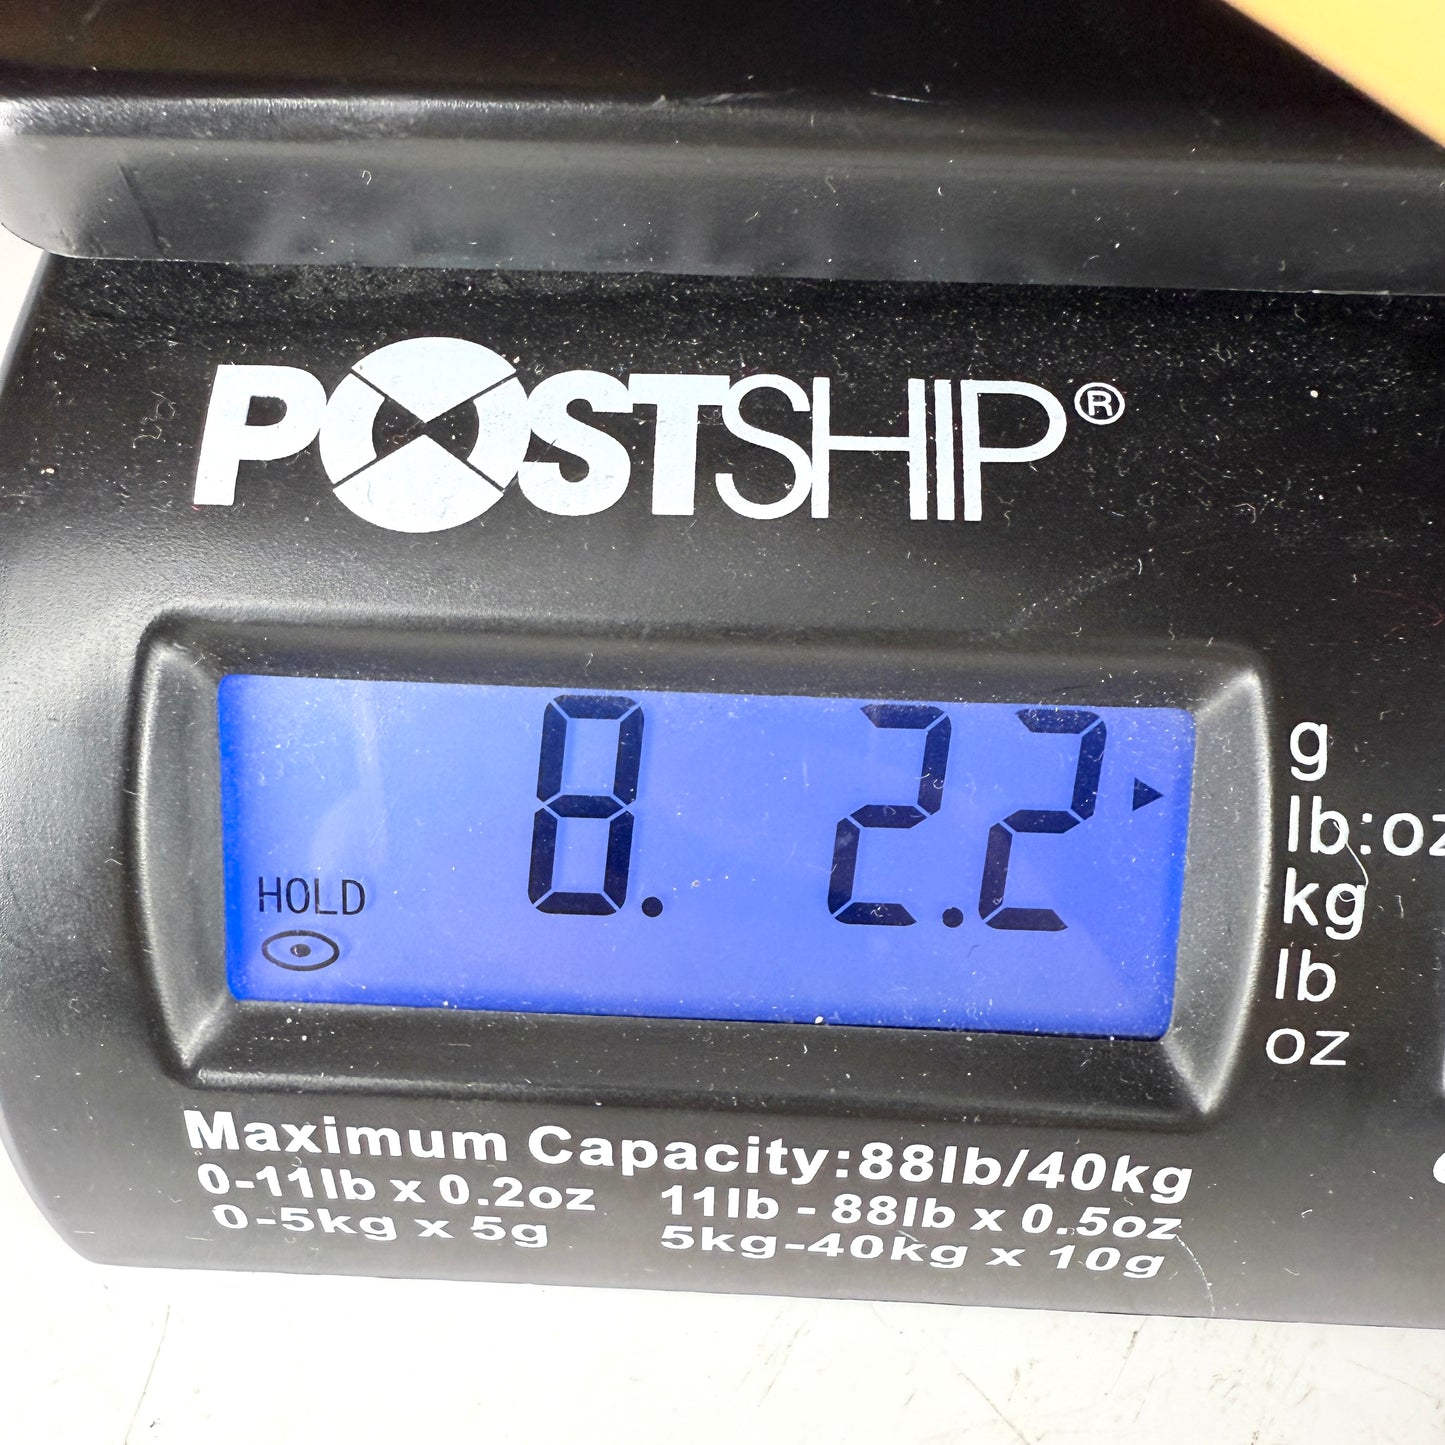 POSTSHIP®
8. 2.2
HOLD
g
lb:oz
kg
lb
oz
Maximum Capacity:88lb/40kg
0-11lb x 0.2oz 11lb - 88lb x 0.5oz
0-5kg x 5g 5kg-40kg x 10g